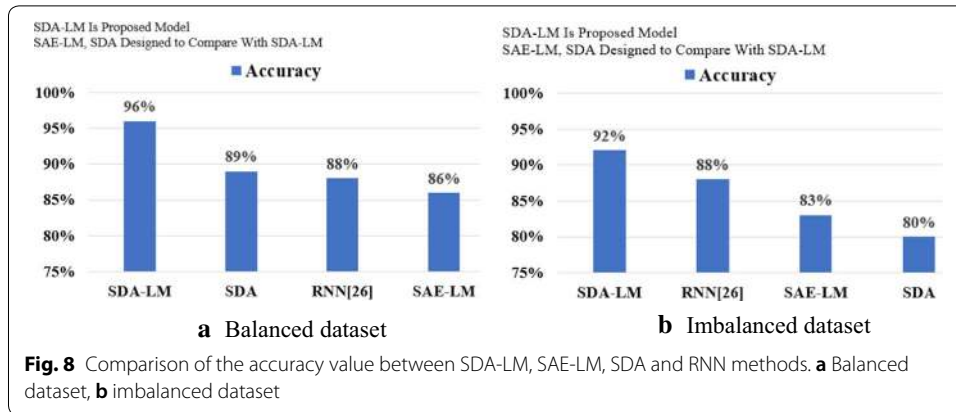 SDA-LM Is Proposed Model
SAE-LM, SDA Designed to Compare With SDA-LM
Accuracy
100%
95%
90%
85%
80%
75%
96%
89%
88%
86%
SDA-LM
SDA
RNN[26]
SAE-LM
a Balanced dataset
SDA-LM Is Proposed Model
SAE-LM, SDA Designed to Compare With SDA-LM
Accuracy
100%
95%
90%
85%
80%
75%
92%
88%
83%
80%
SDA-LM
RNN[26]
SAE-LM
SDA
b Imbalanced dataset
Fig. 8 Comparison of the accuracy value between SDA-LM, SAE-LM, SDA and RNN methods. a Balanced
dataset, b imbalanced dataset